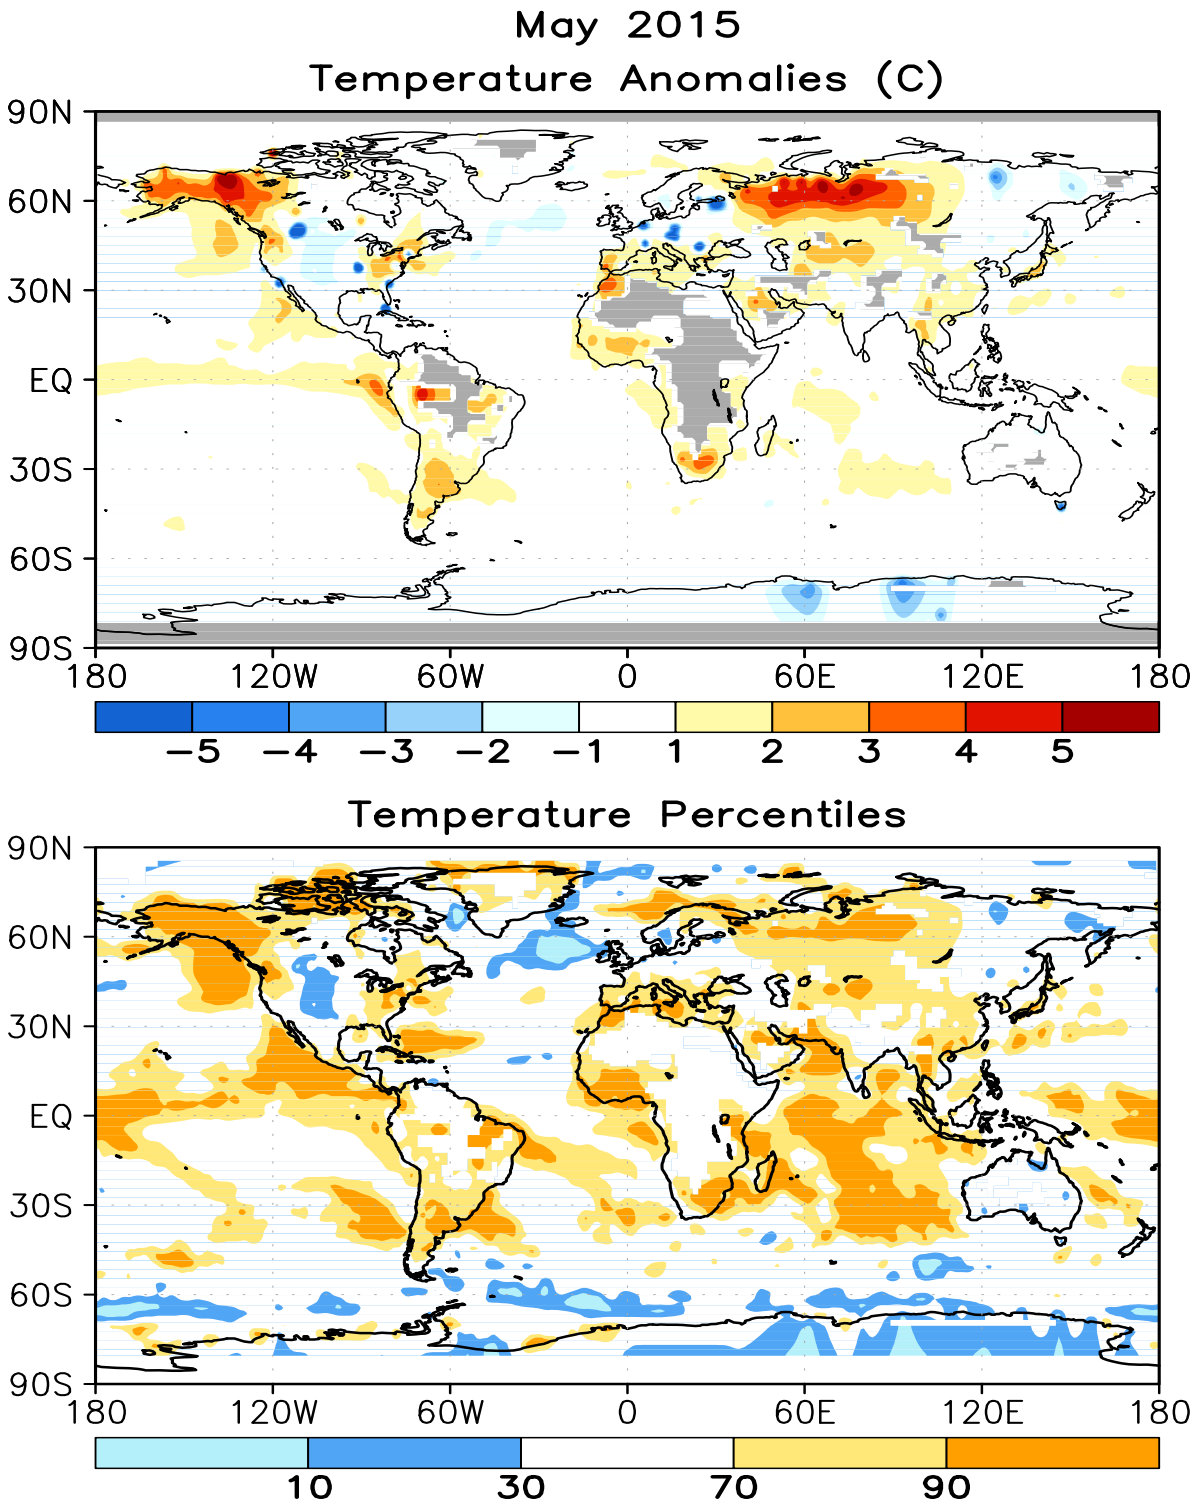 May 2015
Temperature Anomalies (C)
90N
60N
30N
EQ
30S
60S
90S
180 120W 60W 0 60E 120E 180
-5 -4 -3 -2 -1 1 2 3 4 5
Temperature Percentiles
90N
60N
30N
EQ
30S
60S
90S
180 120W 60W 0 60E 120E 180
10 30 70 90